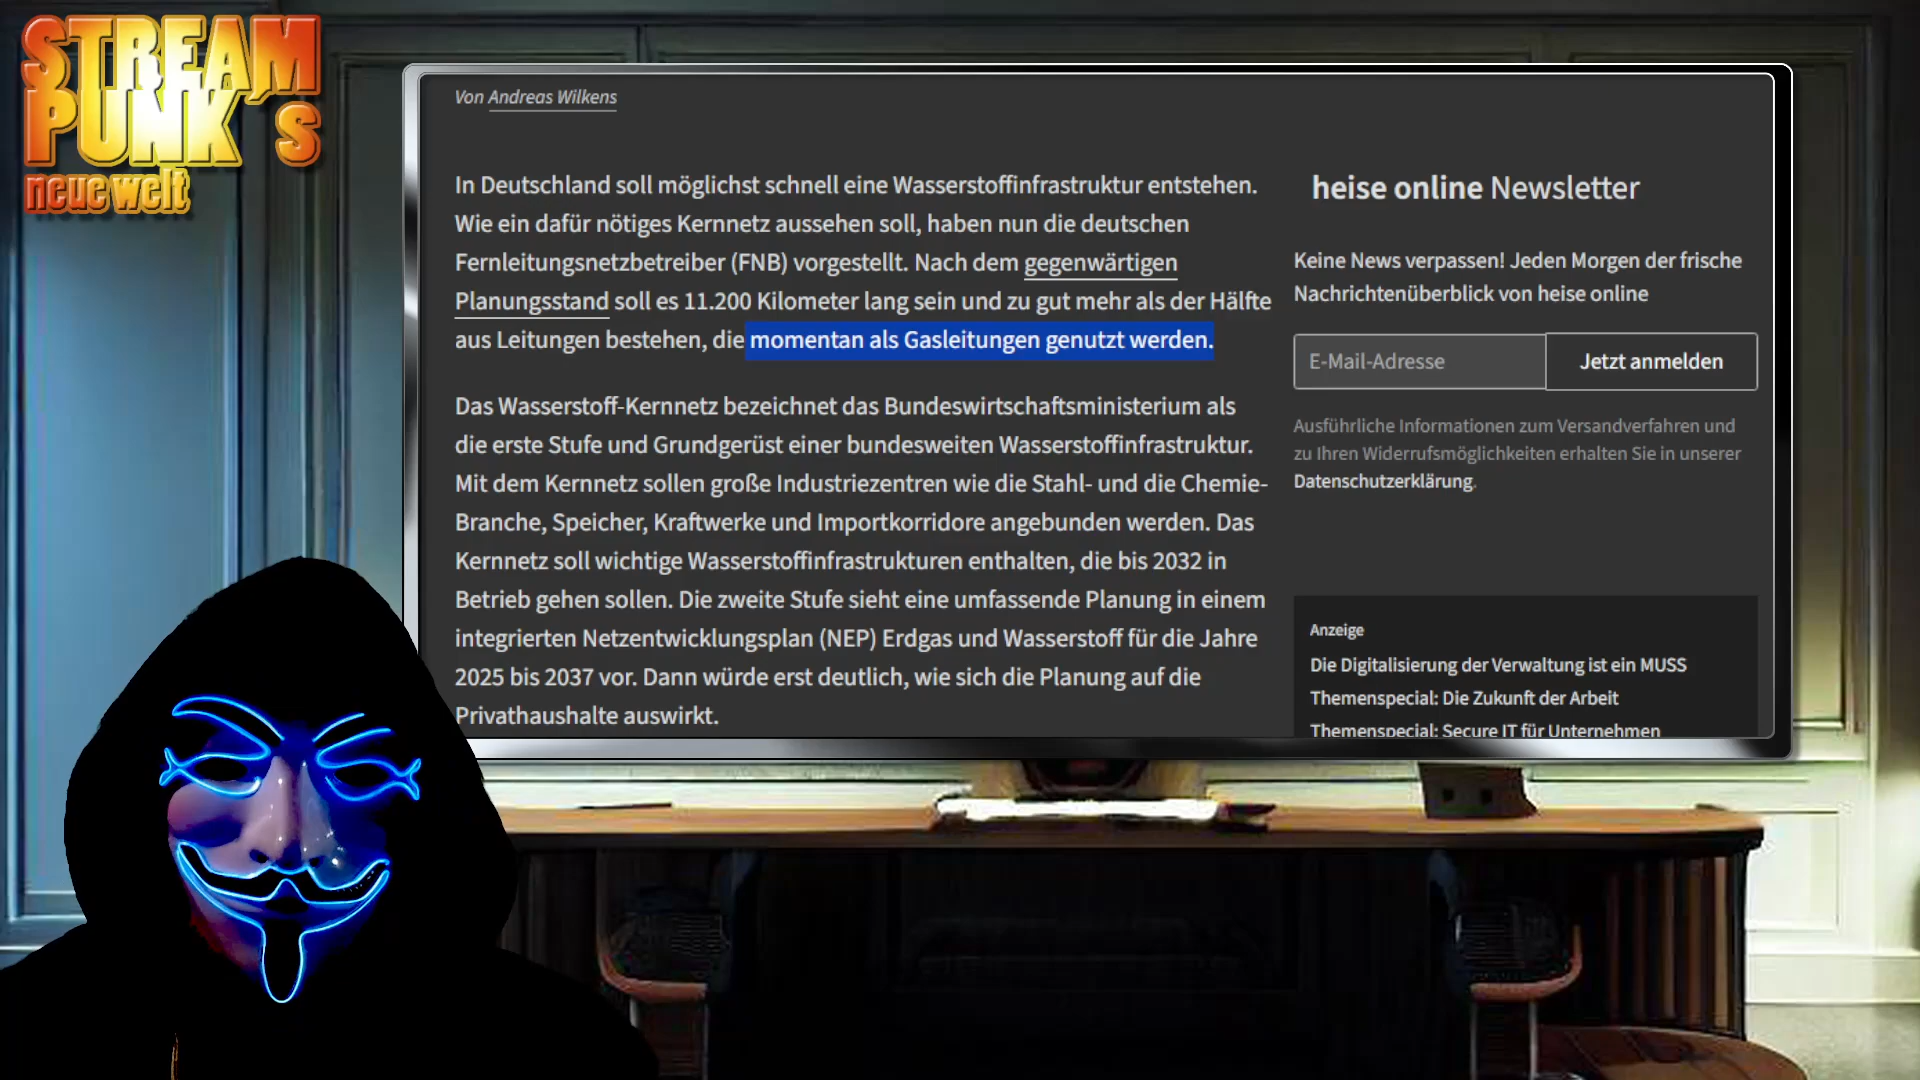 STREAM
PUNK´S
neue welt
Von Andreas Wilkens
In Deutschland soll möglichst schnell eine Wasserstoffinfrastruktur entstehen.
Wie ein dafür nötiges Kernnetz aussehen soll, haben nun die deutschen
Fernleitungsnetzbetreiber (FNB) vorgestellt. Nach dem gegenwärtigen
Planungsstand soll es 11.200 Kilometer lang sein und zu gut mehr als der Hälfte
aus Leitungen bestehen, die momentan als Gasleitungen genutzt werden.
Das Wasserstoff-Kernnetz bezeichnet das Bundeswirtschaftsministerium als
die erste Stufe und Grundgerüst einer bundesweiten Wasserstoffinfrastruktur.
Mit dem Kernnetz sollen große Industriezentren wie die Stahl- und die Chemie-
Branche, Speicher, Kraftwerke und Importkorridore angebunden werden. Das
Kernnetz soll wichtige Wasserstoffinfrastrukturen enthalten, die bis 2032 in
Betrieb gehen sollen. Die zweite Stufe sieht eine umfassende Planung in einem
integrierten Netzentwicklungsplan (NEP) Erdgas und Wasserstoff für die Jahre
2025 bis 2037 vor. Dann würde erst deutlich, wie sich die Planung auf die
Privathaushalte auswirkt.
heise online Newsletter
Keine News verpassen! Jeden Morgen der frische
Nachrichtenüberblick von heise online
E-Mail-Adresse
Jetzt anmelden
Ausführliche Informationen zum Versandverfahren und
zu Ihren Widerrufsmöglichkeiten erhalten Sie in unserer
Datenschutzerklärung.
Anzeige
Die Digitalisierung der Verwaltung ist ein MUSS
Themenspecial: Die Zukunft der Arbeit
Themenspecial: Secure IT für Unternehmen